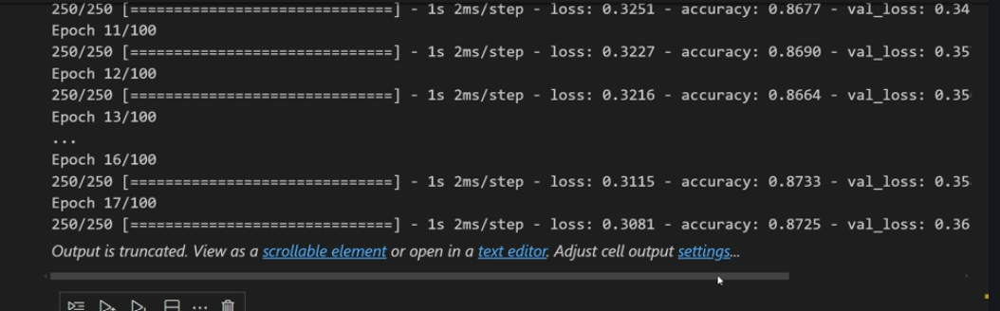 250/250 [==============================] - 1s 2ms/step - loss: 0.3251 - accuracy: 0.8677 - val_loss: 0.34
Epoch 11/100
250/250 [==============================] - 1s 2ms/step - loss: 0.3227 - accuracy: 0.8690 - val_loss: 0.35
Epoch 12/100
250/250 [==============================] - 1s 2ms/step - loss: 0.3216 - accuracy: 0.8664 - val_loss: 0.35
Epoch 13/100
...
Epoch 16/100
250/250 [==============================] - 1s 2ms/step - loss: 0.3115 - accuracy: 0.8733 - val_loss: 0.35
Epoch 17/100
250/250 [==============================] - 1s 2ms/step - loss: 0.3081 - accuracy: 0.8725 - val_loss: 0.36
Output is truncated. View as a scrollable element or open in a text editor. Adjust cell output settings...